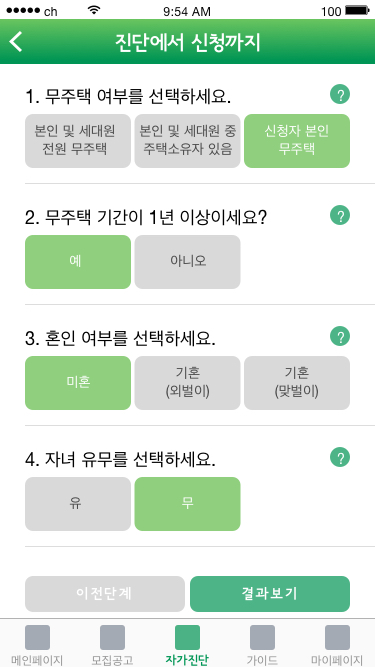 ch 9:54 AM 100
진단에서 신청까지
1. 무주택 여부를 선택하세요. ?
본인 및 세대원
전원 무주택
본인 및 세대원 중
주택소유자 있음
신청자 본인
무주택
2. 무주택 기간이 1년 이상이세요? ?
예 아니오
3. 혼인 여부를 선택하세요. ?
미혼
기혼
(외벌이)
기혼
(맞벌이)
4. 자녀 유무를 선택하세요. ?
유 무
이전단계 결과보기
메인페이지 모집공고 자가진단 가이드 마이페이지